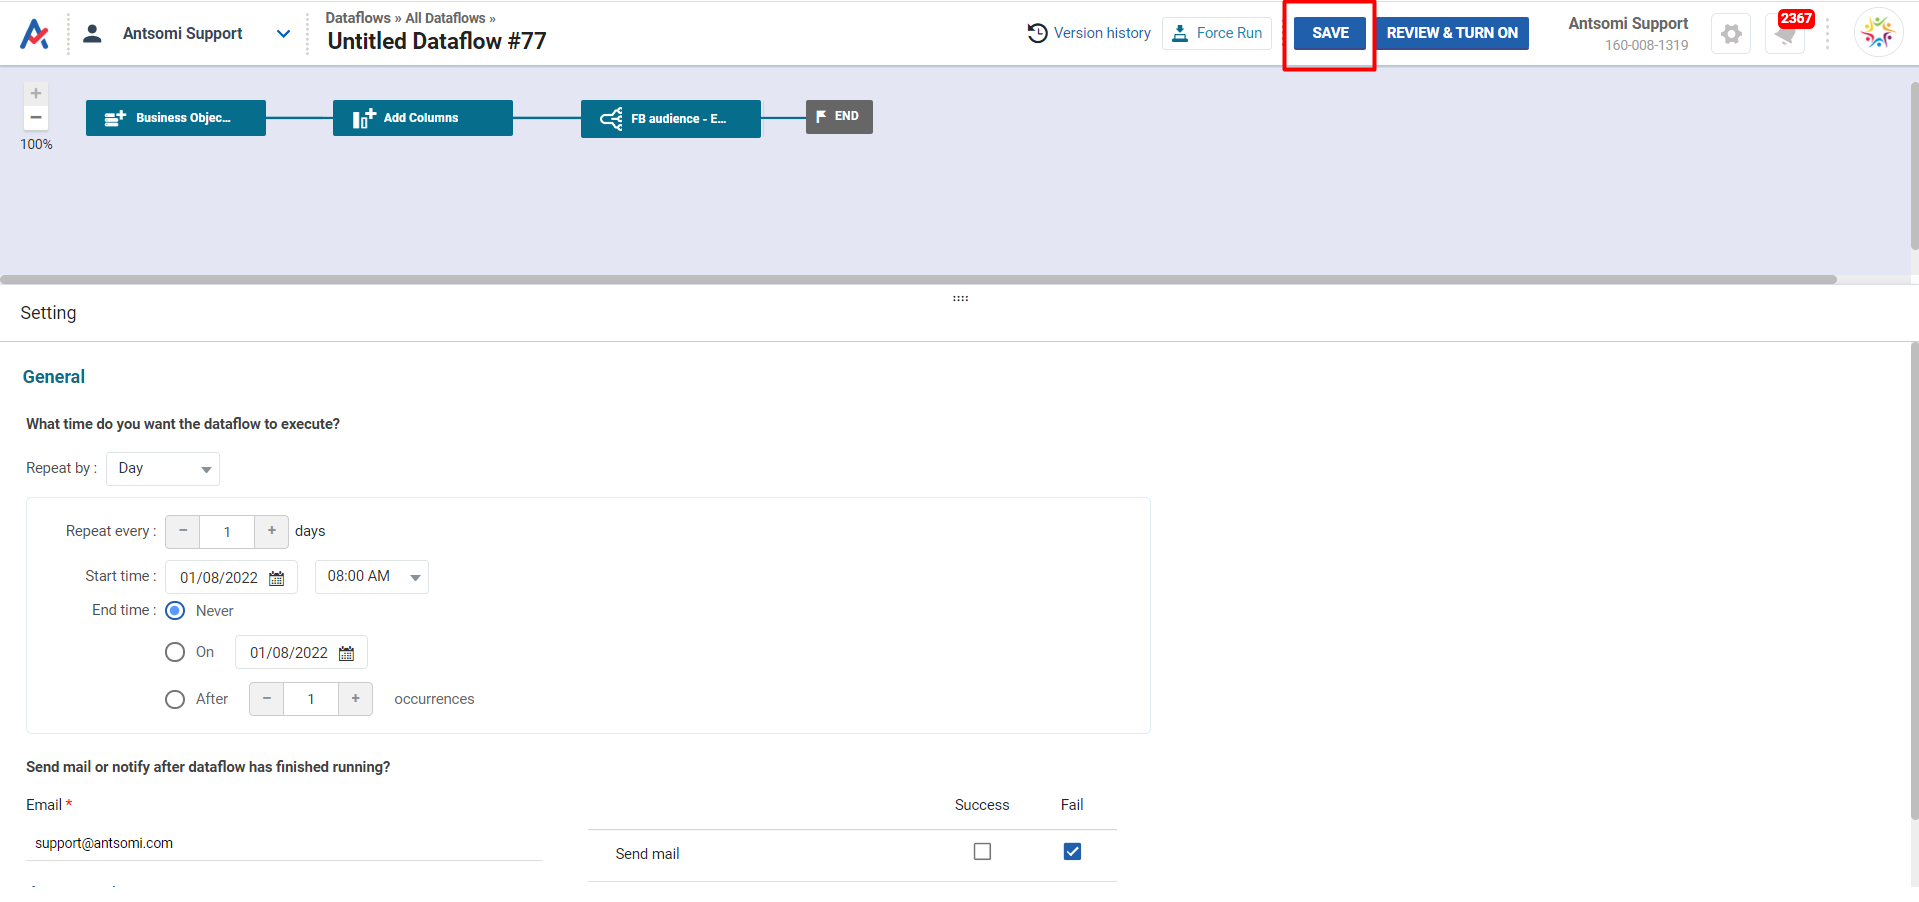 Antsomi Support
Dataflows » All Dataflows »
Untitled Dataflow #77
Version history
Force Run
SAVE
REVIEW & TURN ON
Antsomi Support
160-008-1319
2367
100%
Business Objec...
Add Columns
FB audience - E...
END
Setting
General
What time do you want the dataflow to execute?
Repeat by : Day
Repeat every : − 1 + days
Start time : 01/08/2022 08:00 AM
End time : Never
On 01/08/2022
After − 1 + occurrences
Send mail or notify after dataflow has finished running?
Email * Success Fail
support@antsomi.com
Send mail